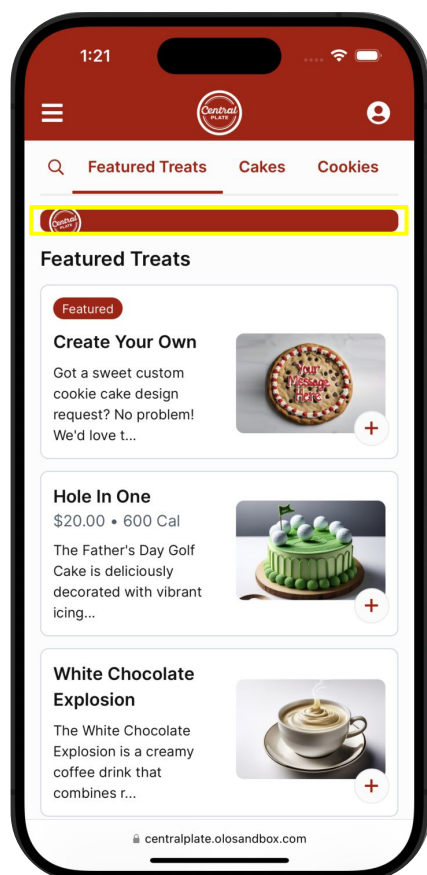 1:21
Central
PLATE
Featured Treats Cakes Cookies
Central
PLATE
Featured Treats
Featured
Create Your Own
Got a sweet custom
cookie cake design
request? No problem!
We'd love t...
Your
Message
Here
+
Hole In One
$20.00 • 600 Cal
The Father's Day Golf
Cake is deliciously
decorated with vibrant
icing...
+
White Chocolate
Explosion
The White Chocolate
Explosion is a creamy
coffee drink that
combines r...
+
centralplate.olosandbox.com